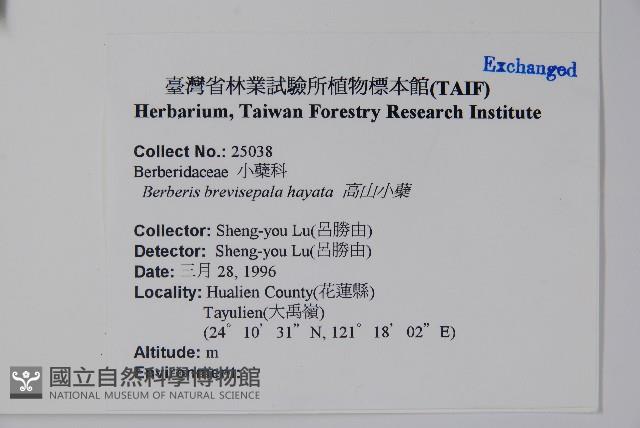 Exchanged
臺灣省林業試驗所植物標本館(TAIF)
Herbarium, Taiwan Forestry Research Institute
Collect No.: 25038
Berberidaceae 小蘗科
Berberis brevisepala hayata 高山小蘗
Collector: Sheng-you Lu(呂勝由)
Detector: Sheng-you Lu(呂勝由)
Date: 三月 28, 1996
Locality: Hualien County(花蓮縣)
Tayulien(大禹嶺)
(24° 10’ 31” N, 121° 18’ 02” E)
Altitude: m
Environment:
國立自然科學博物館
NATIONAL MUSEUM OF NATURAL SCIENCE